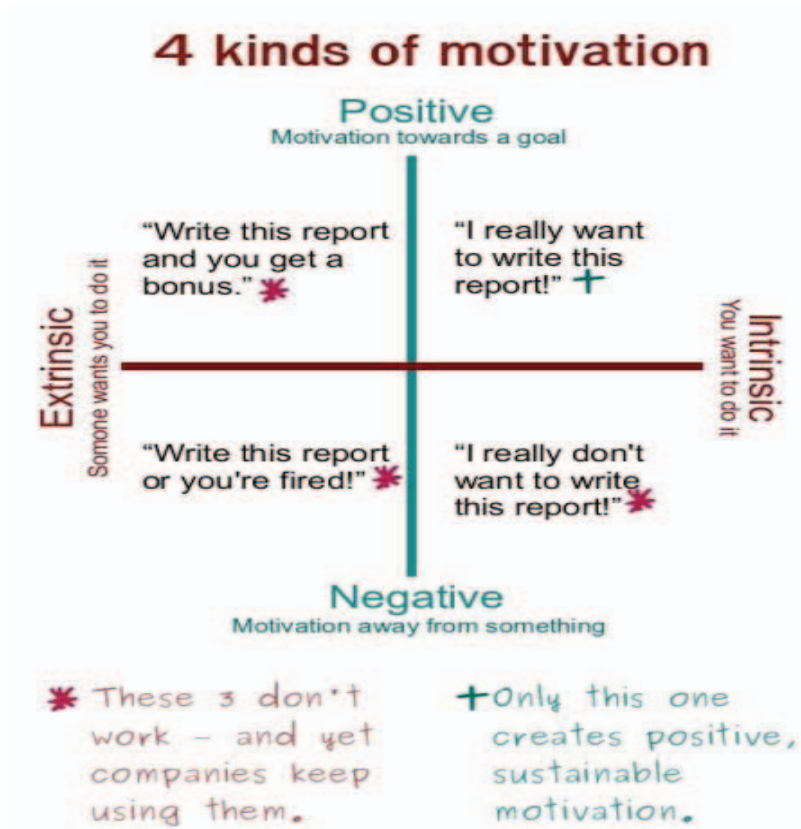 4 kinds of motivation
Positive
Motivation towards a goal
“Write this report
and you get a
bonus.” *
“I really want
to write this
report!” +
Extrinsic
Somone wants you to do it
Intrinsic
You want to do it
“Write this report
or you're fired!” *
“I really don't
want to write
this report!” *
Negative
Motivation away from something
* These 3 don't
work – and yet
companies keep
using them.
+ Only this one
creates positive,
sustainable
motivation.